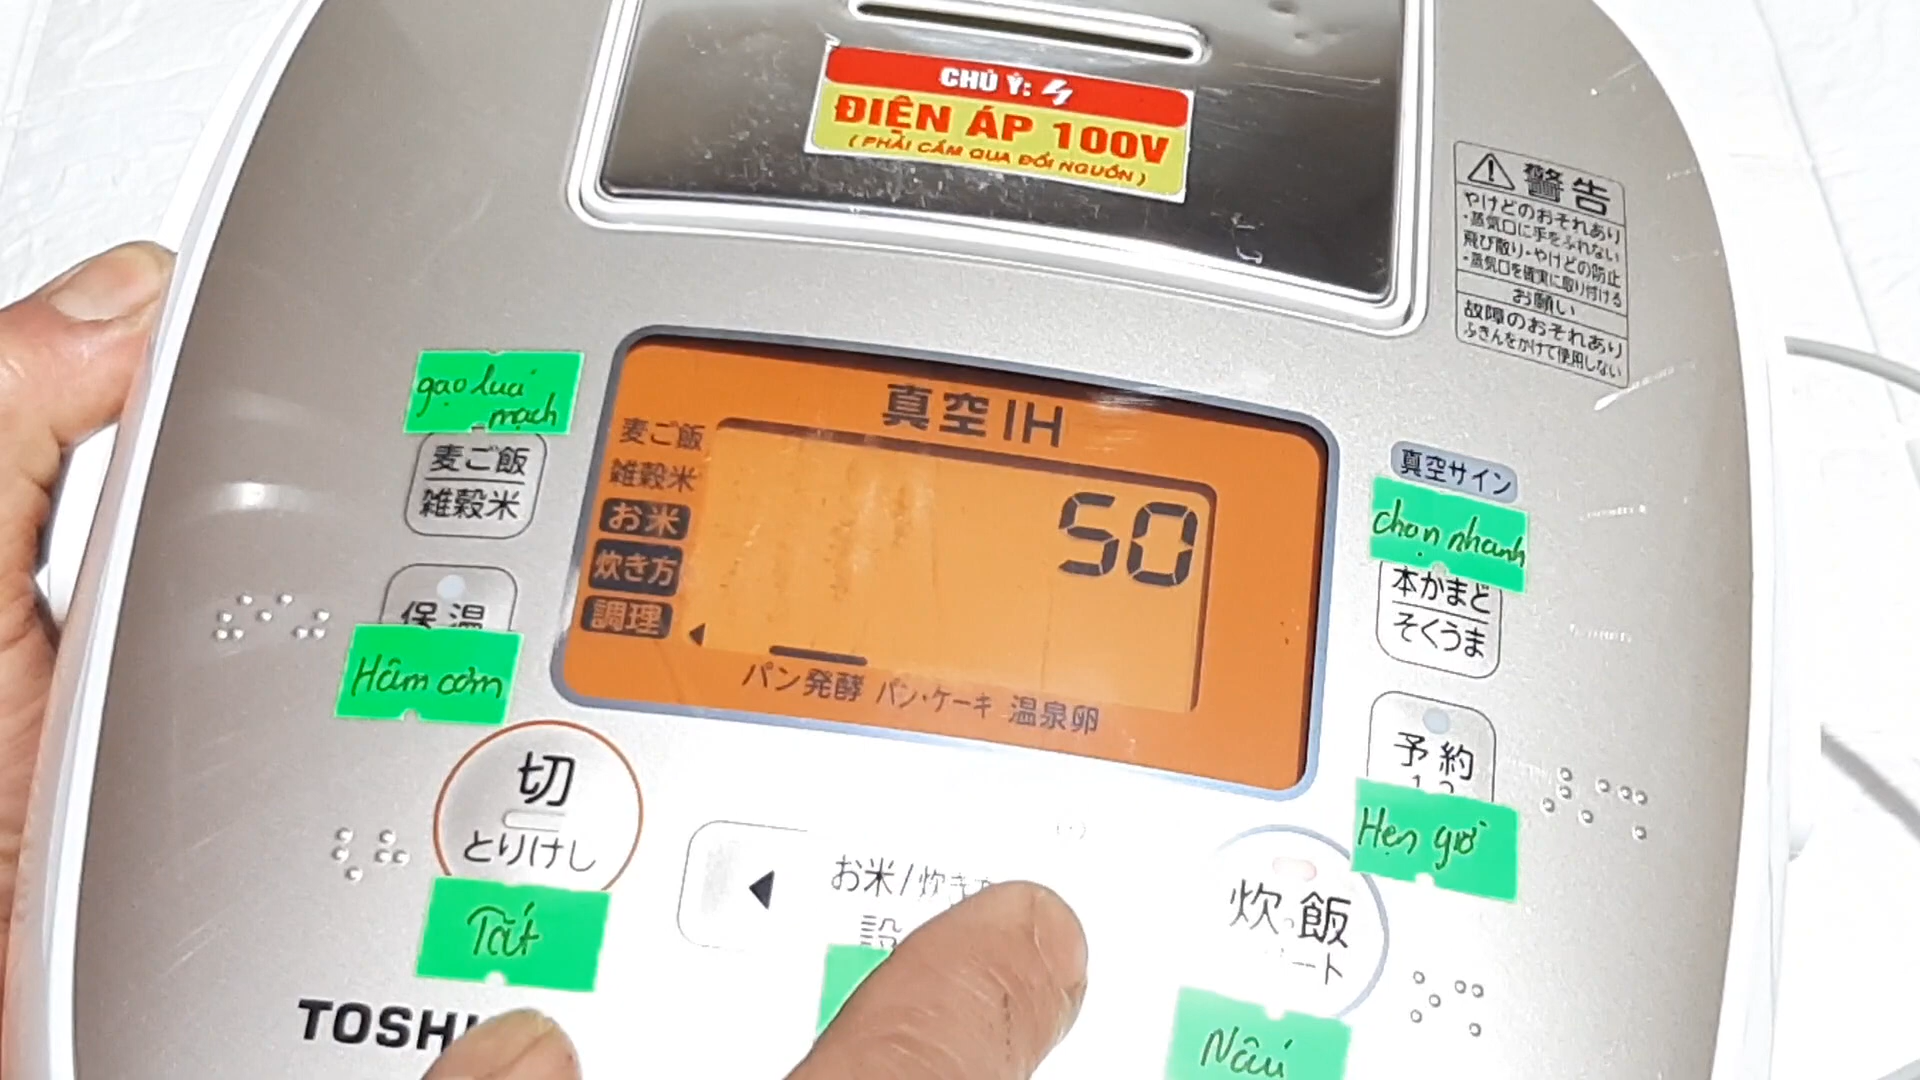 CHÚ Ý:
ĐIỆN ÁP 100V
( PHẢI CẮM QUA ĐỔI NGUỒN )
警告
やけどのおそれあり
・蒸気口に手をふれない
飛び散り・やけどの防止
・蒸気口を確実に取り付ける
お願い
故障のおそれあり
ふきんをかけて使用しない
gạo lúa
mạch
麦ご飯
雑穀米
保温
Hâm cơm
切
とりけし
Tắt
真空IH
麦ご飯
雑穀米
お米
炊き方
調理
50
パン発酵 パン・ケーキ 温泉卵
真空サイン
chọn nhanh
本かまど
そくうま
予約
Hẹn giờ
お米/炊き
設
炊飯
ート
Nấu
TOSHI